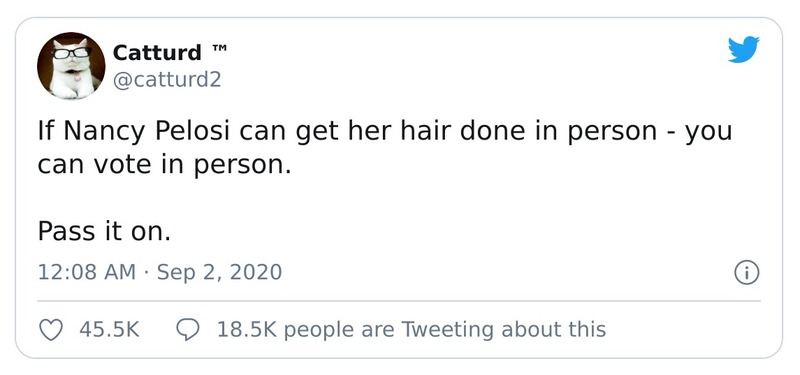 Catturd ™
@catturd2
If Nancy Pelosi can get her hair done in person - you
can vote in person.
Pass it on.
12:08 AM · Sep 2, 2020
45.5K 18.5K people are Tweeting about this